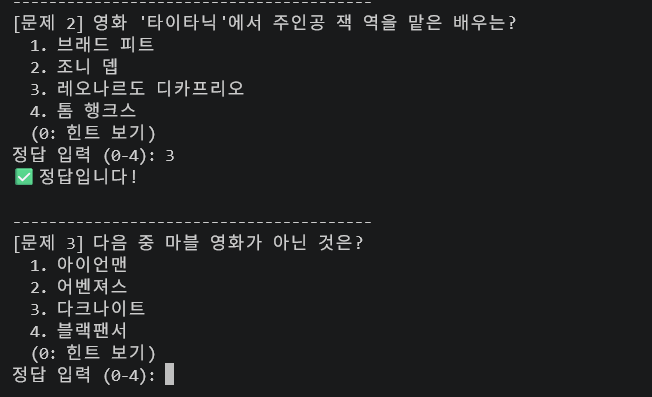 ----------------------------------------
[문제 2] 영화 '타이타닉'에서 주인공 잭 역을 맡은 배우는?
1. 브래드 피트
2. 조니 뎁
3. 레오나르도 디카프리오
4. 톰 행크스
(0: 힌트 보기)
정답 입력 (0-4): 3
✅ 정답입니다!
----------------------------------------
[문제 3] 다음 중 마블 영화가 아닌 것은?
1. 아이언맨
2. 어벤져스
3. 다크나이트
4. 블랙팬서
(0: 힌트 보기)
정답 입력 (0-4):